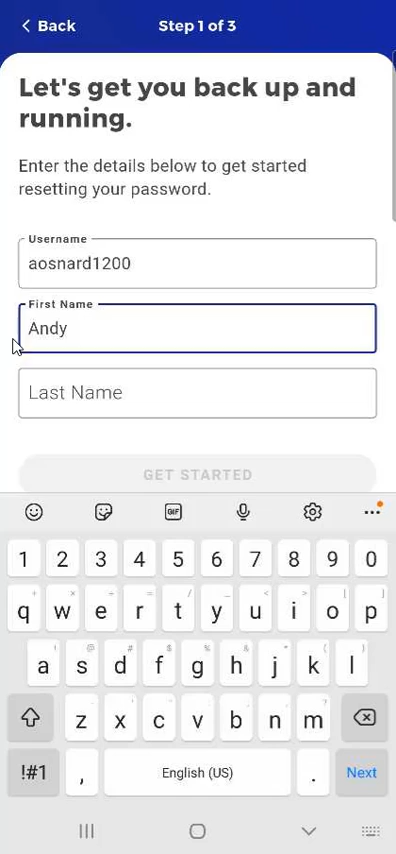 Back
Step 1 of 3
Let's get you back up and
running.
Enter the details below to get started
resetting your password.
Username
aosnard1200
First Name
Andy
Last Name
GET STARTED
GIF
1 2 3 4 5 6 7 8 9 0
q w e r t y u i o p
a s d f g h j k l
z x c v b n m
!#1 , English (US) . Next